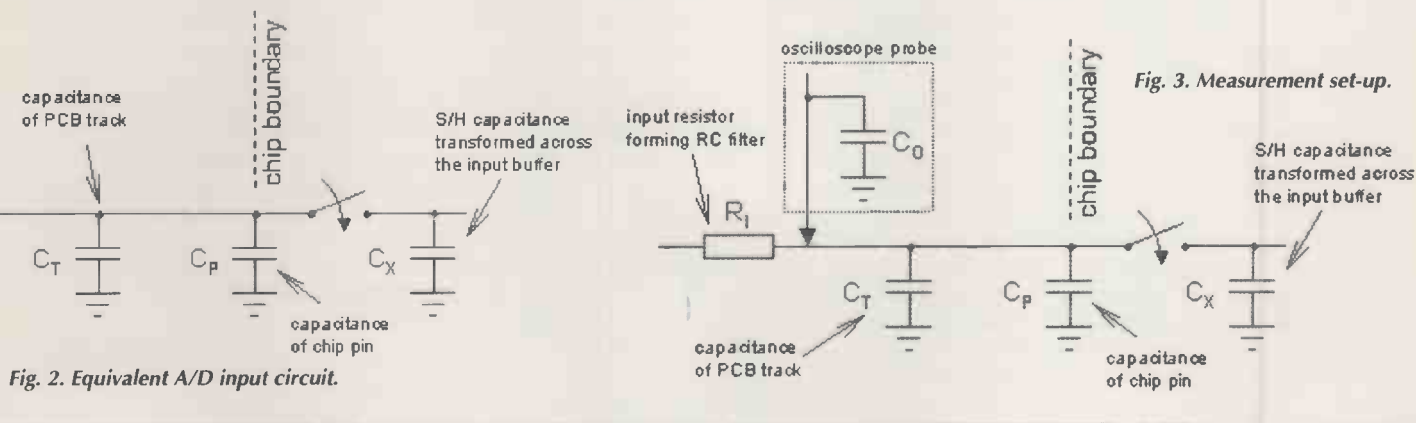 capacitance
of PCB track
chip boundary
S/H capacitance
transformed across
the input buffer
C_T
C_P
C_X
capacitance
of chip pin
Fig. 2. Equivalent A/D input circuit.
oscilloscope probe
C_0
input resistor
forming RC filter
R_I
chip boundary
Fig. 3. Measurement set-up.
S/H capacitance
transformed across
the input buffer
C_T
C_P
C_X
capacitance
of PCB track
capacitance
of chip pin